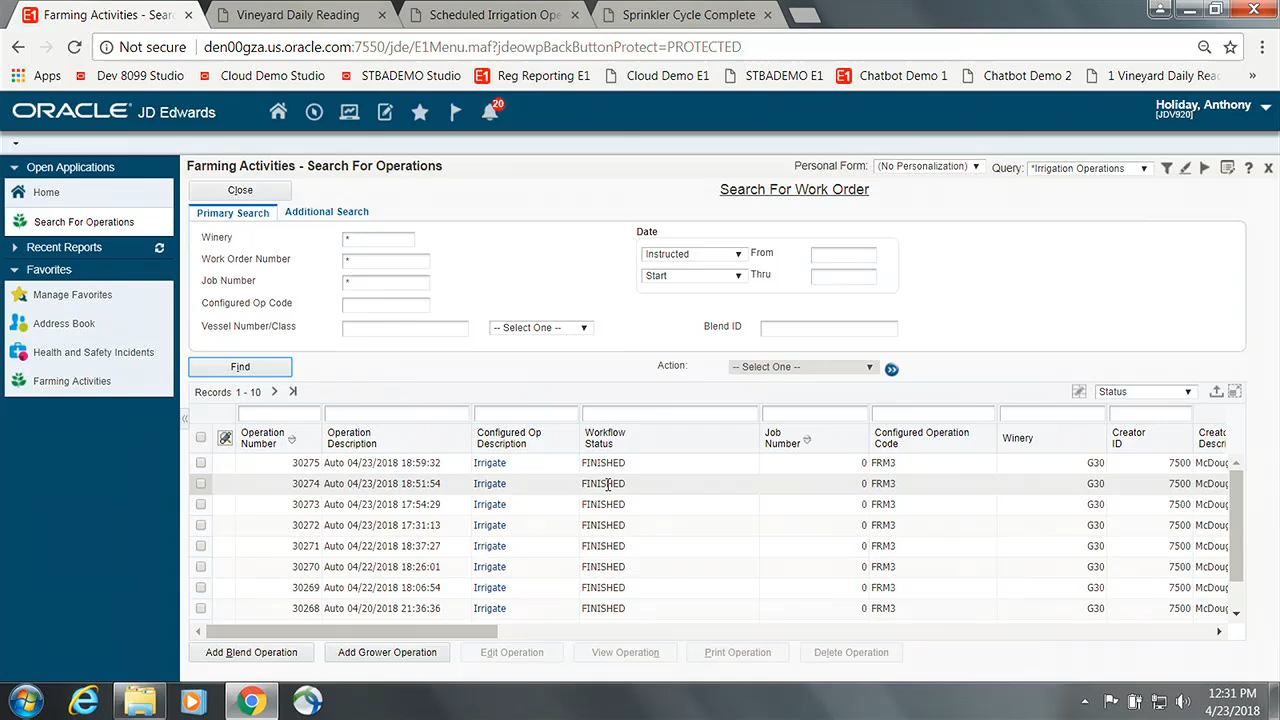 Farming Activities - Sear
Vineyard Daily Reading
Scheduled Irrigation O
Sprinkler Cycle Complete
Not secure
den00gza.us.oracle.com:7550/jde/E1Menu.maf?jdeowpBackButtonProtect=PROTECTED
Apps
Dev 8099 Studio
Cloud Demo Studio
STBADEMO Studio
Reg Reporting E1
Cloud Demo E1
STBADEMO E1
Chatbot Demo 1
Chatbot Demo 2
1 Vineyard Daily Rea
»
ORACLE JD Edwards
20
Holiday, Anthony
[JDV920]
Open Applications
Home
Search For Operations
Recent Reports
Favorites
Manage Favorites
Address Book
Health and Safety Incidents
Farming Activities
Farming Activities - Search For Operations
Personal Form: (No Personalization)
Query: *Irrigation Operations
Close
Search For Work Order
Primary Search
Additional Search
Winery *
Work Order Number *
Job Number *
Configured Op Code
Vessel Number/Class
-- Select One --
Date
Instructed
From
Start
Thru
Blend ID
Find
Action: -- Select One --
Records 1 - 10
Status
Operation Number
Operation Description
Configured Op Description
Workflow Status
Job Number
Configured Operation Code
Winery
Creator ID
Creato Descri
30275 Auto 04/23/2018 18:59:32 Irrigate FINISHED 0 FRM3 G30 7500 McDoug
30274 Auto 04/23/2018 18:51:54 Irrigate FINISHED 0 FRM3 G30 7500 McDoug
30273 Auto 04/23/2018 17:54:29 Irrigate FINISHED 0 FRM3 G30 7500 McDoug
30272 Auto 04/23/2018 17:31:13 Irrigate FINISHED 0 FRM3 G30 7500 McDoug
30271 Auto 04/22/2018 18:37:27 Irrigate FINISHED 0 FRM3 G30 7500 McDoug
30270 Auto 04/22/2018 18:26:01 Irrigate FINISHED 0 FRM3 G30 7500 McDoug
30269 Auto 04/22/2018 18:06:54 Irrigate FINISHED 0 FRM3 G30 7500 McDoug
30268 Auto 04/20/2018 21:36:36 Irrigate FINISHED 0 FRM3 G30 7500 McDoug
Add Blend Operation
Add Grower Operation
Edit Operation
View Operation
Print Operation
Delete Operation
12:31 PM
4/23/2018